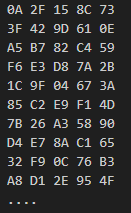 0A 2F 15 8C 73
3F 42 9D 61 0E
A5 B7 82 C4 59
F6 E3 D8 7A 2B
1C 9F 04 67 3A
85 C2 E9 F1 4D
7B 26 A3 58 90
D4 E7 8A C1 65
32 F9 0C 76 B3
A8 D1 2E 95 4F
....